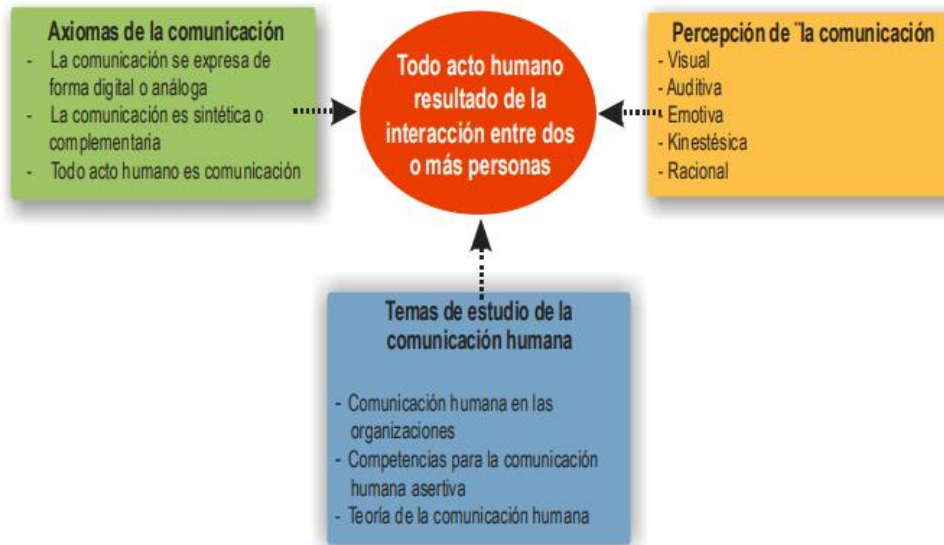 Axiomas de la comunicación
- La comunicación se expresa de
forma digital o análoga
- La comunicación es sintética o
complementaria
- Todo acto humano es comunicación
Todo acto humano
resultado de la
interacción entre dos
o más personas
Percepción de ¨la comunicación
- Visual
- Auditiva
- Emotiva
- Kinestésica
- Racional
Temas de estudio de la
comunicación humana
- Comunicación humana en las
organizaciones
- Competencias para la comunicación
humana asertiva
- Teoría de la comunicación humana